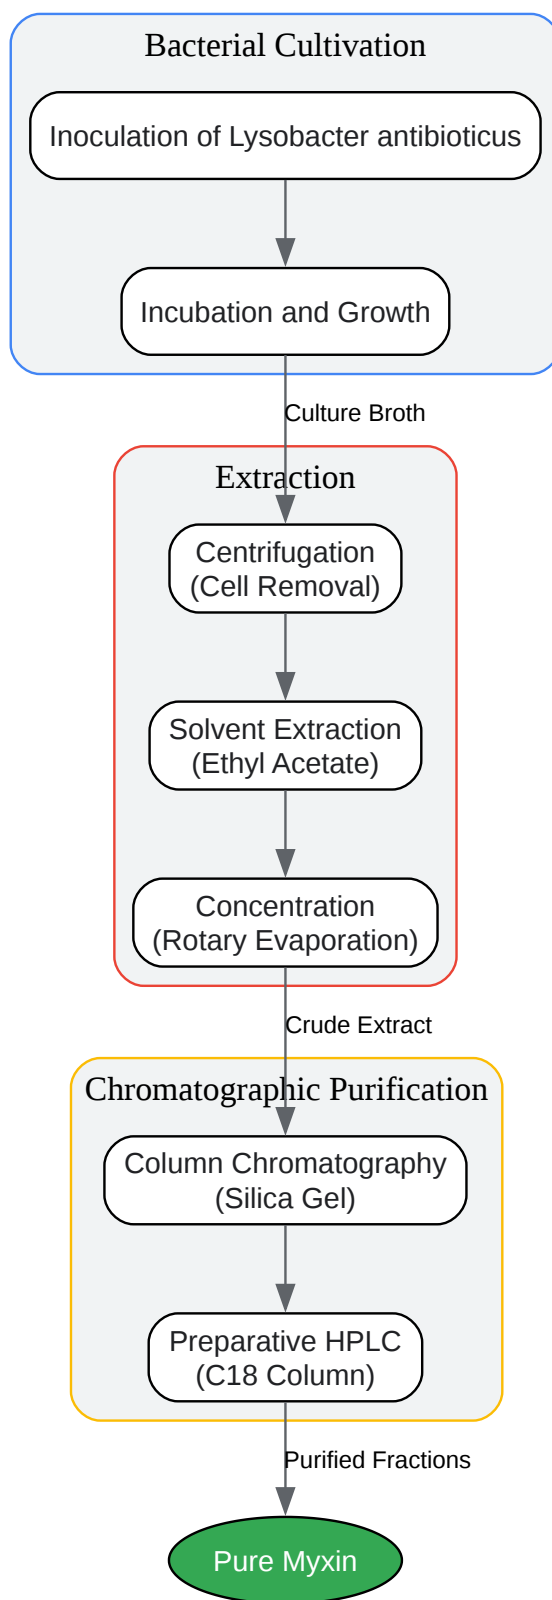 Bacterial Cultivation
Inoculation of Lysobacter antibioticus
Incubation and Growth
Culture Broth
Extraction
Centrifugation
(Cell Removal)
Solvent Extraction
(Ethyl Acetate)
Concentration
(Rotary Evaporation)
Crude Extract
Chromatographic Purification
Column Chromatography
(Silica Gel)
Preparative HPLC
(C18 Column)
Purified Fractions
Pure Myxin